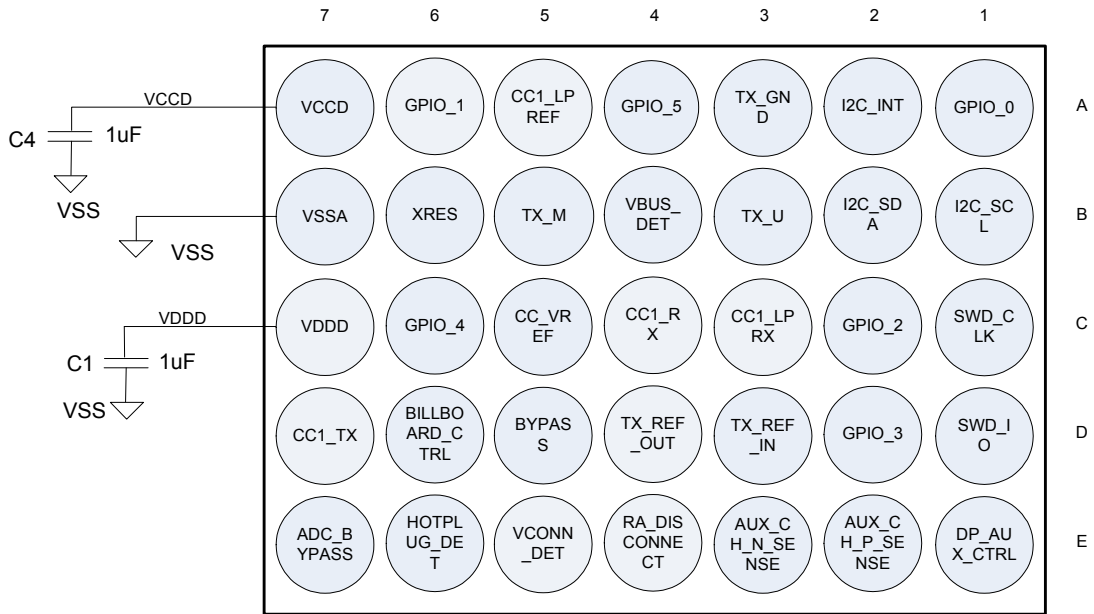 7 6 5 4 3 2 1
VCCD
C4
1uF
VSS
VCCD
GPIO_1
CC1_LP
REF
GPIO_5
TX_GN
D
I2C_INT
GPIO_0
A
VSS
VSSA
XRES
TX_M
VBUS_
DET
TX_U
I2C_SD
A
I2C_SC
L
B
VDDD
C1
1uF
VSS
VDDD
GPIO_4
CC_VR
EF
CC1_R
X
CC1_LP
RX
GPIO_2
SWD_C
LK
C
CC1_TX
BILLBO
ARD_C
TRL
BYPAS
S
TX_REF
_OUT
TX_REF
_IN
GPIO_3
SWD_I
O
D
ADC_B
YPASS
HOTPL
UG_DE
T
VCONN
_DET
RA_DIS
CONNE
CT
AUX_C
H_N_SE
NSE
AUX_C
H_P_SE
NSE
DP_AU
X_CTRL
E